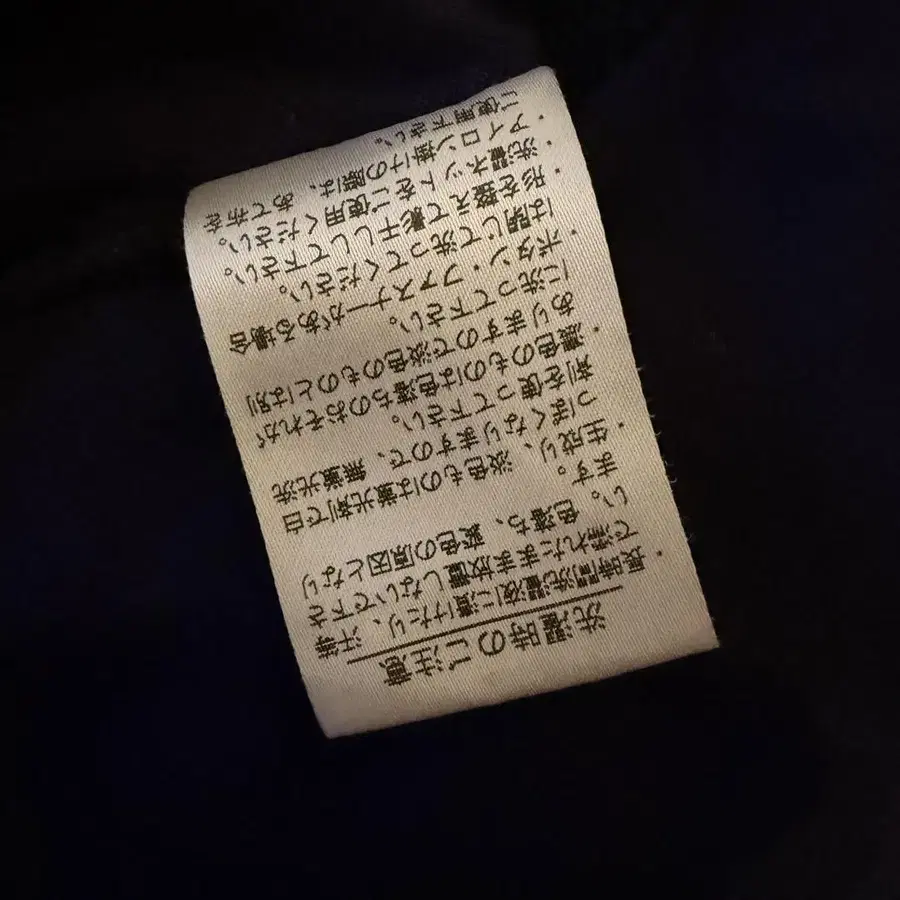 洗濯時のご注意
・長時間洗濯液に漬けたり、汗等
で濡れたまま放置しないで下さ
い。色落ち、変色の原因となり
ます。
・生成り、淡色ものは蛍光剤で白
っぽくなりますので、無蛍光洗
剤を使って下さい。
・濃色のものは色落ちのおそれが
ありますので淡色のものとは別
に洗って下さい。
・ボタン・ファスナーがある場合
は閉じて洗ってください。
・形を整えて影干しして下さい。
・洗濯ネットをご使用ください。
・アイロン掛けの際は、あて布を
ご使用下さい。